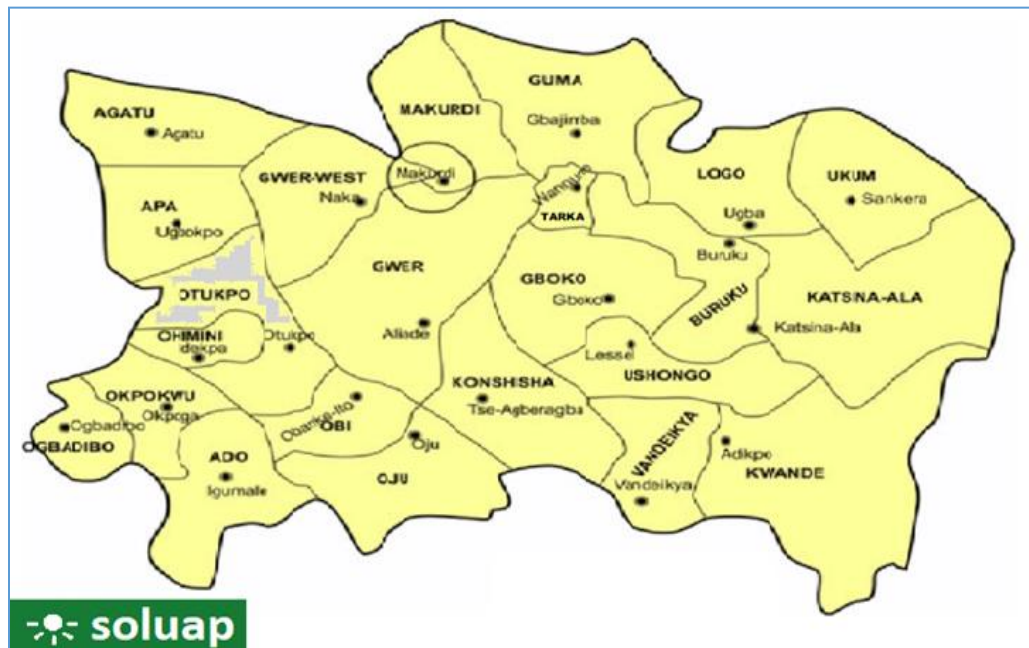 GUMA
AGATU
MAKURDI
Agatu
Gbajimba
GWER-WEST
Makurdi
LOGO
UKUM
Naka
Wannune
Sankera
APA
TARKA
Ugbokpo
Ugba
Buruku
GWER
GBOKO
OTUKPO
BURUKU
KATSINA-ALA
Gboko
Aliade
Katsina-Ala
OHIMINI
Otukpo
Idekpa
Lessel
USHONGO
KONSHISHA
OKPOKWU
Tse-Agberagba
Okpoga
Obarike-Ito
Ogbadibo
OBI
VANDEIKYA
OGBADIBO
Oju
Adikpo
ADO
KWANDE
OJU
Igumale
Vandeikya
soluap